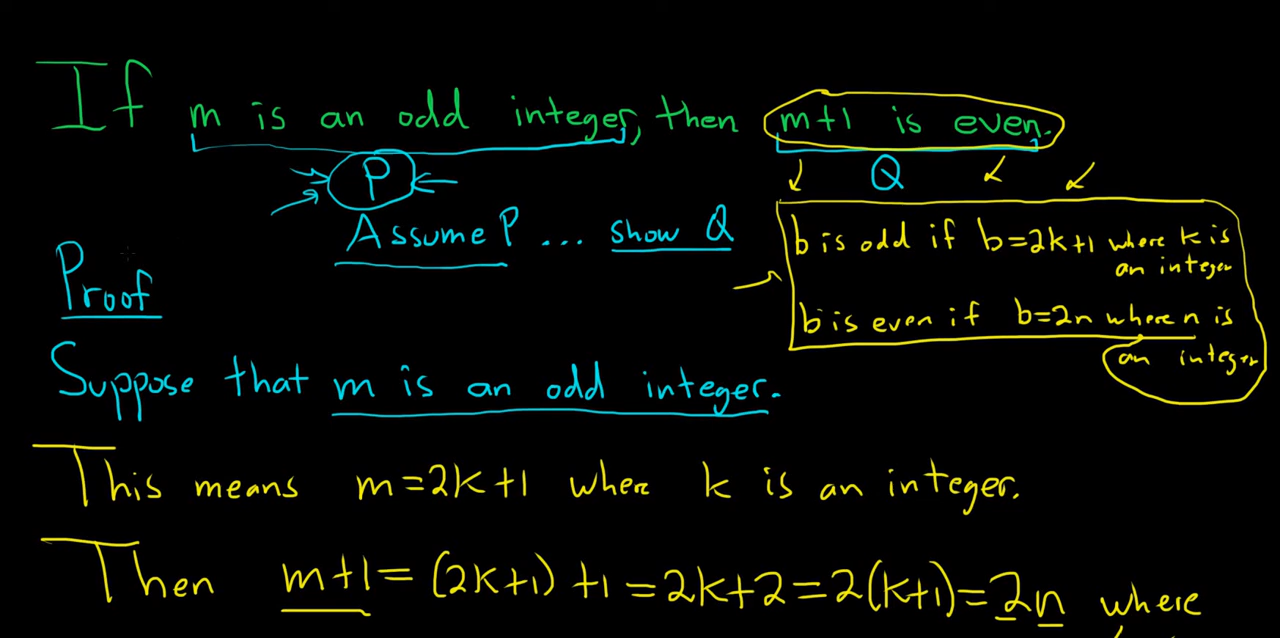 If m is an odd integer, then m+1 is even.
P
Q
Assume P ... show Q
b is odd if b=2k+1 where k is
an integer
Proof
b is even if b=2n where n is
an integer
Suppose that m is an odd integer.
This means m=2k+1 where k is an integer.
Then m+1=(2k+1)+1=2k+2=2(k+1)=2n where